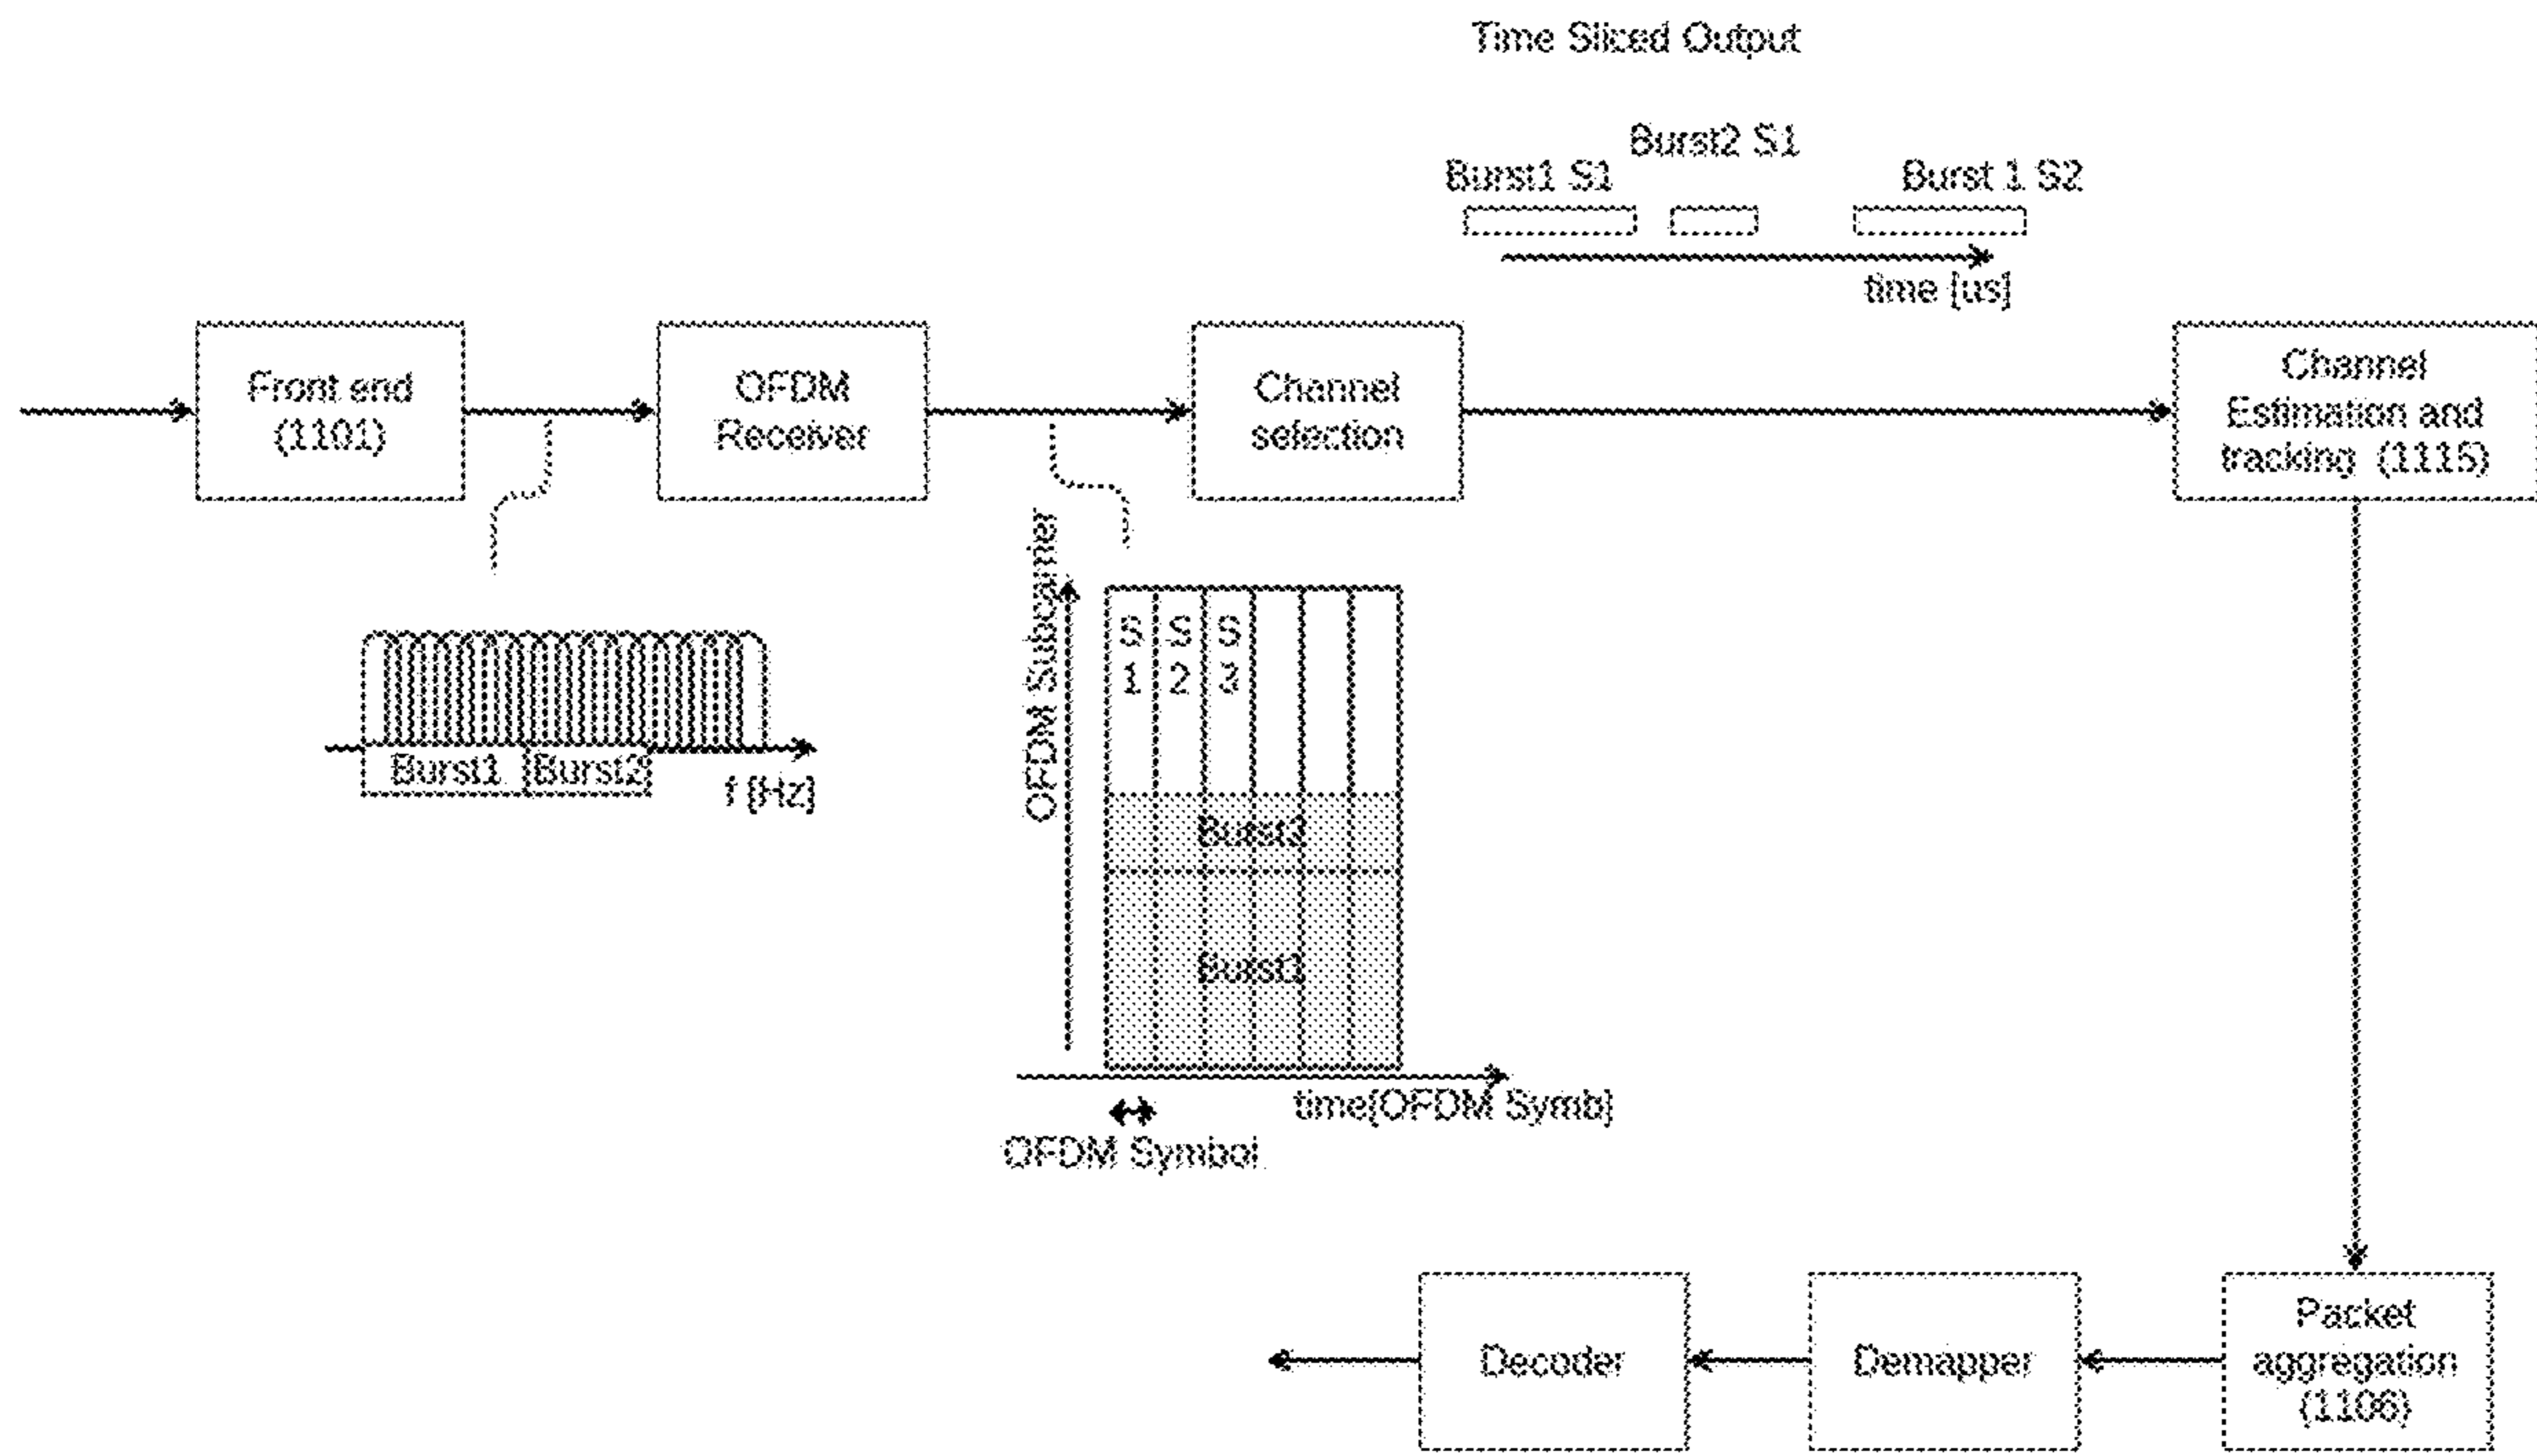 Time Sliced Output
Burst2 S1
Burst1 S1
Burst 1 S2
time [us]
Front end
(1101)
OFDM
Receiver
Channel
selection
Channel
Estimation and
tracking (1115)
OFDM Subcarrier
S
1
S
2
S
3
Burst1
Burst2
f [Hz]
Burst2
Burst1
time[OFDM Symb]
OFDM Symbol
Decoder
Demapper
Packet
aggregation
(1106)